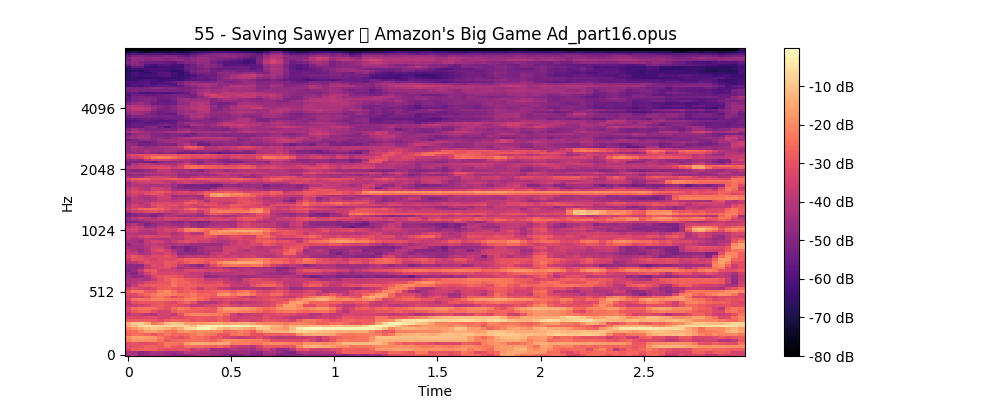 55 - Saving Sawyer ▯ Amazon's Big Game Ad_part16.opus
Hz
4096
2048
1024
512
0
0
0.5
1
1.5
2
2.5
Time
-10 dB
-20 dB
-30 dB
-40 dB
-50 dB
-60 dB
-70 dB
-80 dB